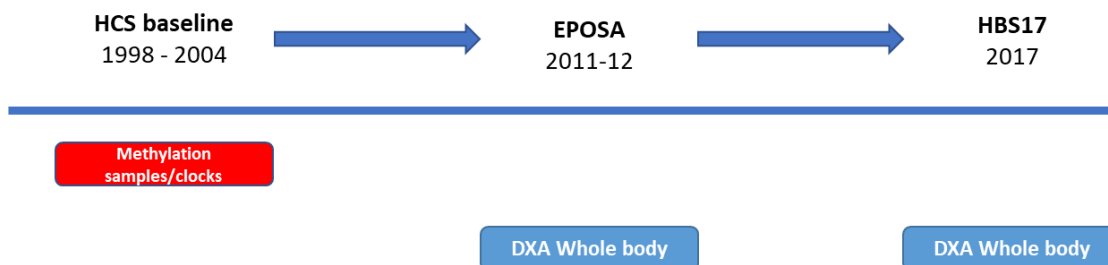 HCS baseline
1998 - 2004
EPOSA
2011-12
HBS17
2017
Methylation
samples/clocks
DXA Whole body
DXA Whole body